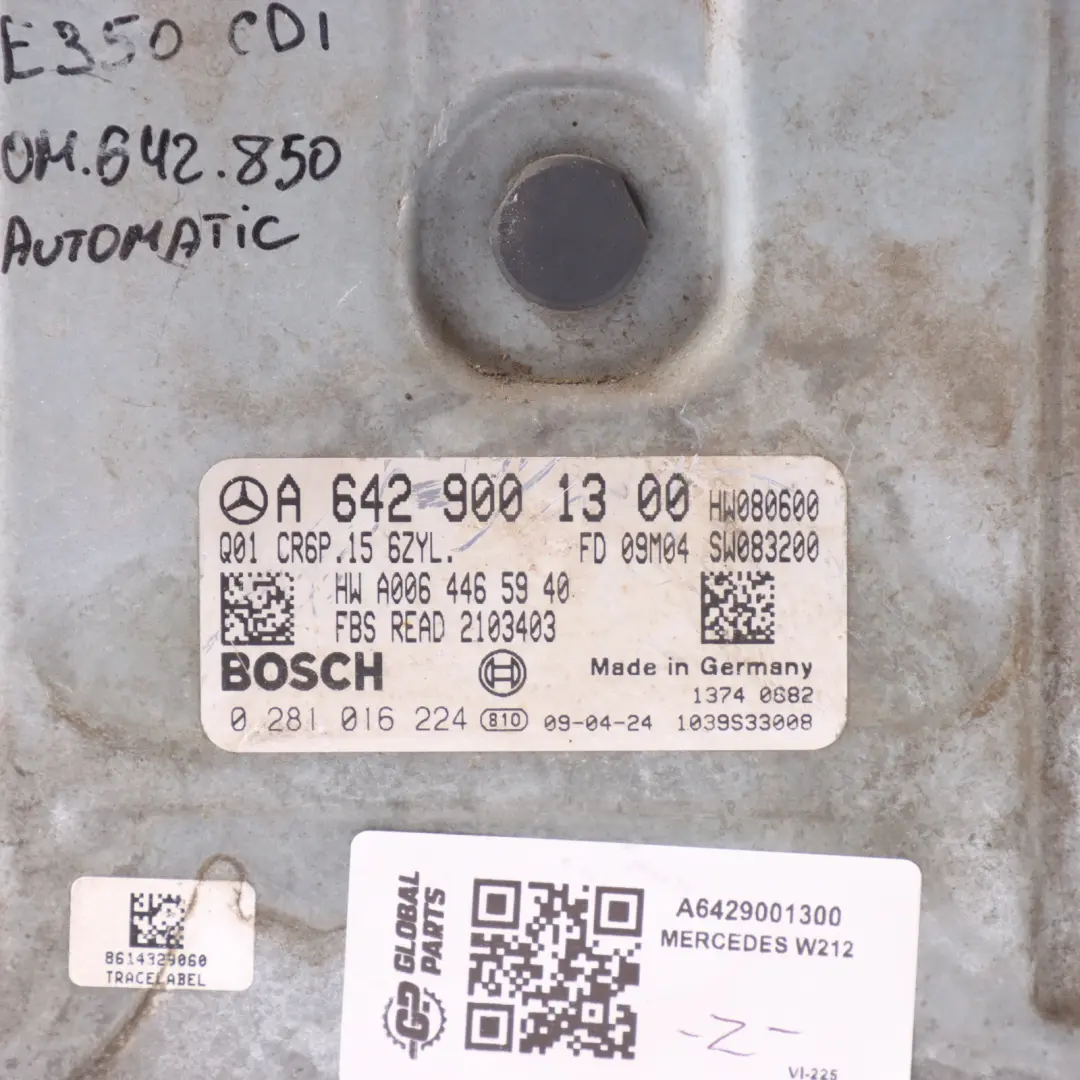 E350 CDI
OM.642.850
AUTOMATIC
A 642 900 13 00 HW080600
Q01 CR6P.15 6ZYL. FD 09M04 SW083200
HW A006 446 59 40
FBS READ 2103403
BOSCH
Made in Germany
1374 0682
0 281 016 224 810 09-04-24 1039S33008
8614329060
TRACELABEL
GLOBAL
PARTS
A6429001300
MERCEDES W212
-Z-
VI-225